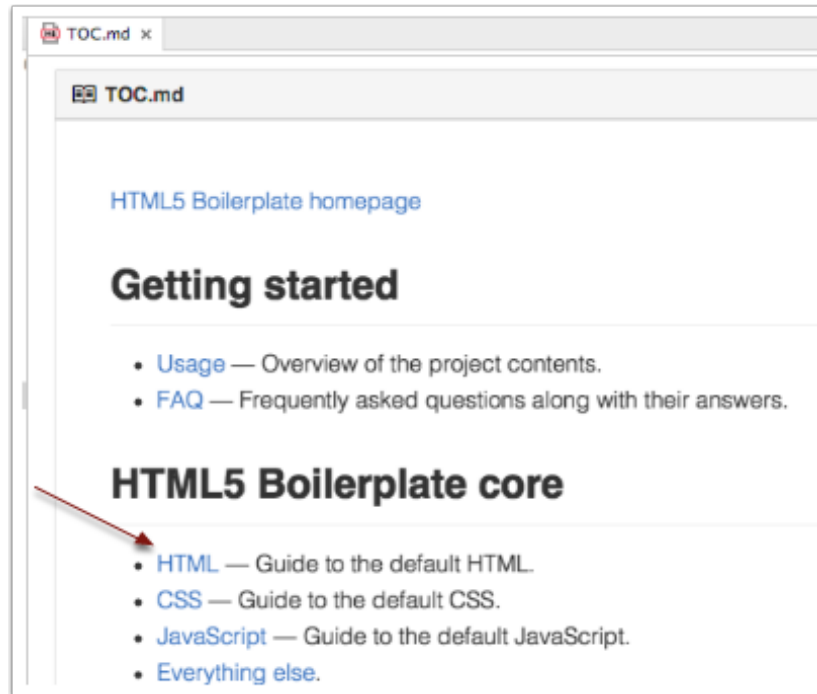 TOC.md ×
TOC.md
HTML5 Boilerplate homepage
Getting started
• Usage — Overview of the project contents.
• FAQ — Frequently asked questions along with their answers.
HTML5 Boilerplate core
• HTML — Guide to the default HTML.
• CSS — Guide to the default CSS.
• JavaScript — Guide to the default JavaScript.
• Everything else.